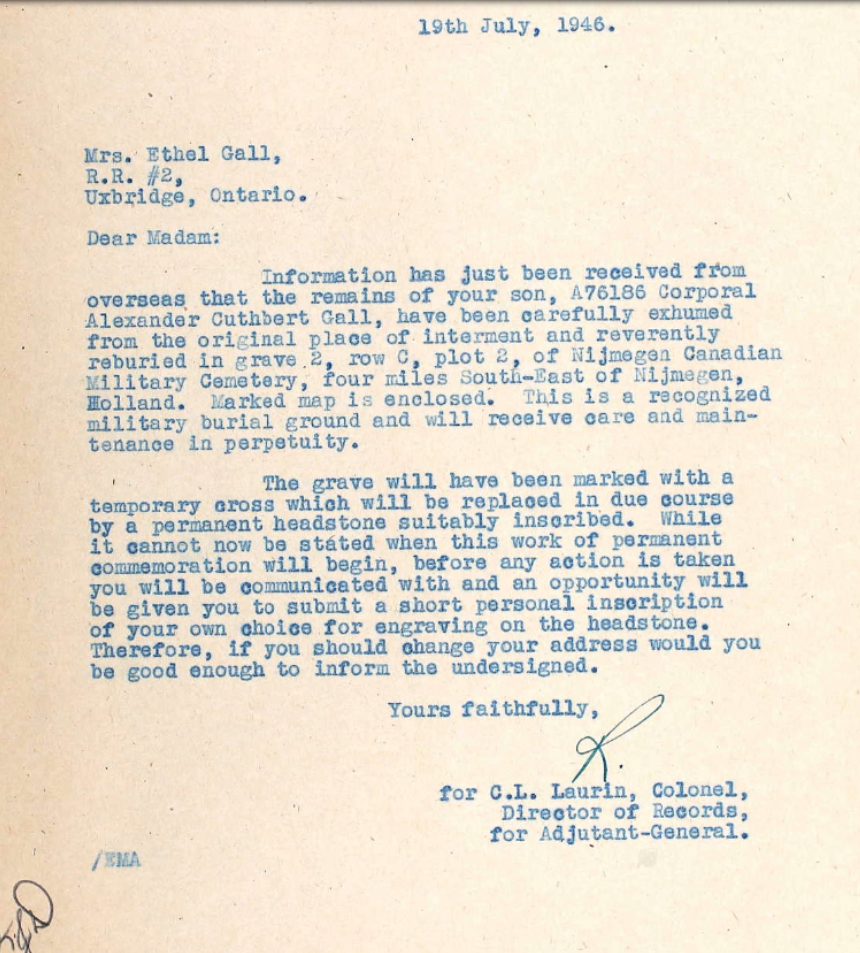 19th July, 1946.
Mrs. Ethel Gall,
R.R. #2,
Uxbridge, Ontario.
Dear Madam:
Information has just been received from
overseas that the remains of your son, A76186 Corporal
Alexander Cuthbert Gall, have been carefully exhumed
from the original place of interment and reverently
reburied in grave 2, row C, plot 2, of Nijmegen Canadian
Military Cemetery, four miles South-East of Nijmegen,
Holland. Marked map is enclosed. This is a recognized
military burial ground and will receive care and main-
tenance in perpetuity.
The grave will have been marked with a
temporary cross which will be replaced in due course
by a permanent headstone suitably inscribed. While
it cannot now be stated when this work of permanent
commemoration will begin, before any action is taken
you will be communicated with and an opportunity will
be given you to submit a short personal inscription
of your own choice for engraving on the headstone.
Therefore, if you should change your address would you
be good enough to inform the undersigned.
Yours faithfully,
R.
for C.L. Laurin, Colonel,
Director of Records,
for Adjutant-General.
/EMA